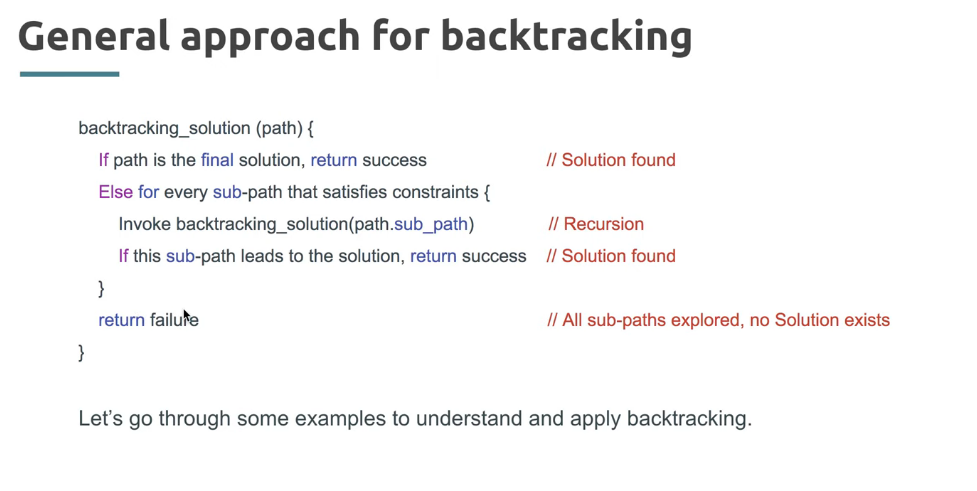 General approach for backtracking
backtracking_solution (path) {
If path is the final solution, return success // Solution found
Else for every sub-path that satisfies constraints {
Invoke backtracking_solution(path.sub_path) // Recursion
If this sub-path leads to the solution, return success // Solution found
}
return failure // All sub-paths explored, no Solution exists
}
Let's go through some examples to understand and apply backtracking.